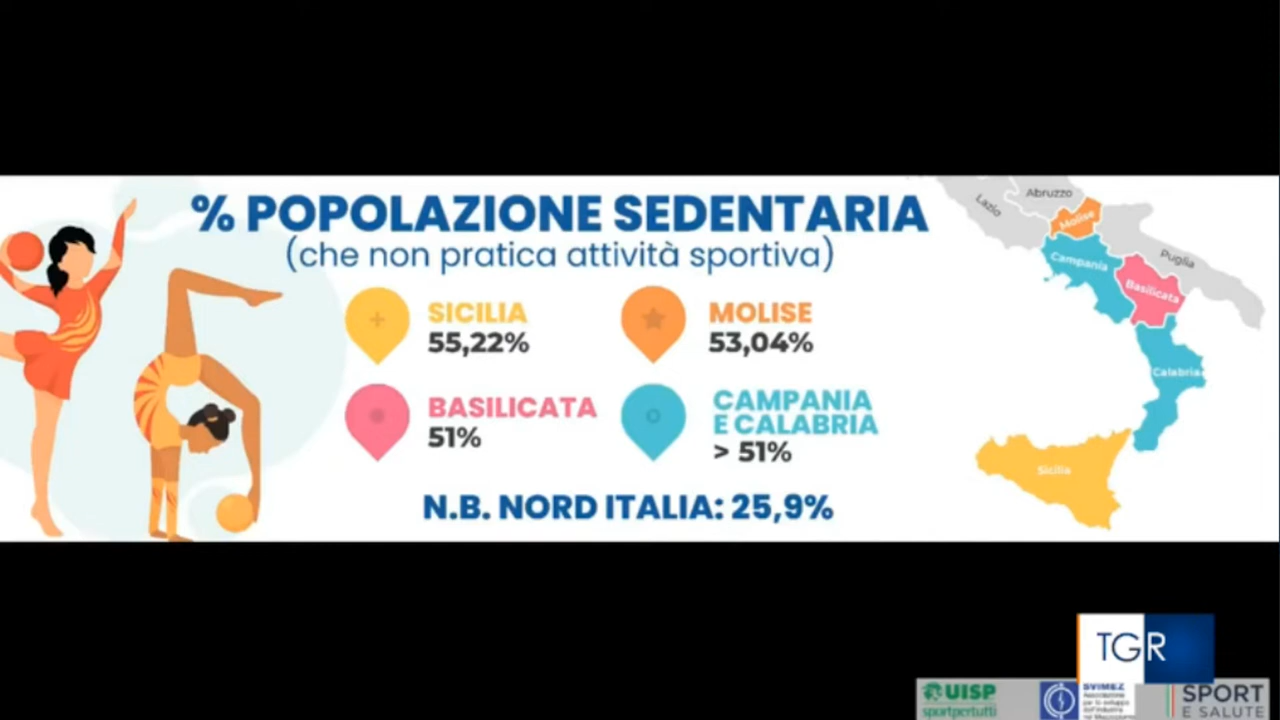 % POPOLAZIONE SEDENTARIA
(che non pratica attività sportiva)
SICILIA
55,22%
MOLISE
53,04%
BASILICATA
51%
CAMPANIA
E CALABRIA
> 51%
N.B. NORD ITALIA: 25,9%
Lazio
Abruzzo
Molise
Campania
Puglia
Basilicata
Calabria
Sicilia
TGR
UISP
sportpertutti
SVIMEZ
SPORT
E SALUTE